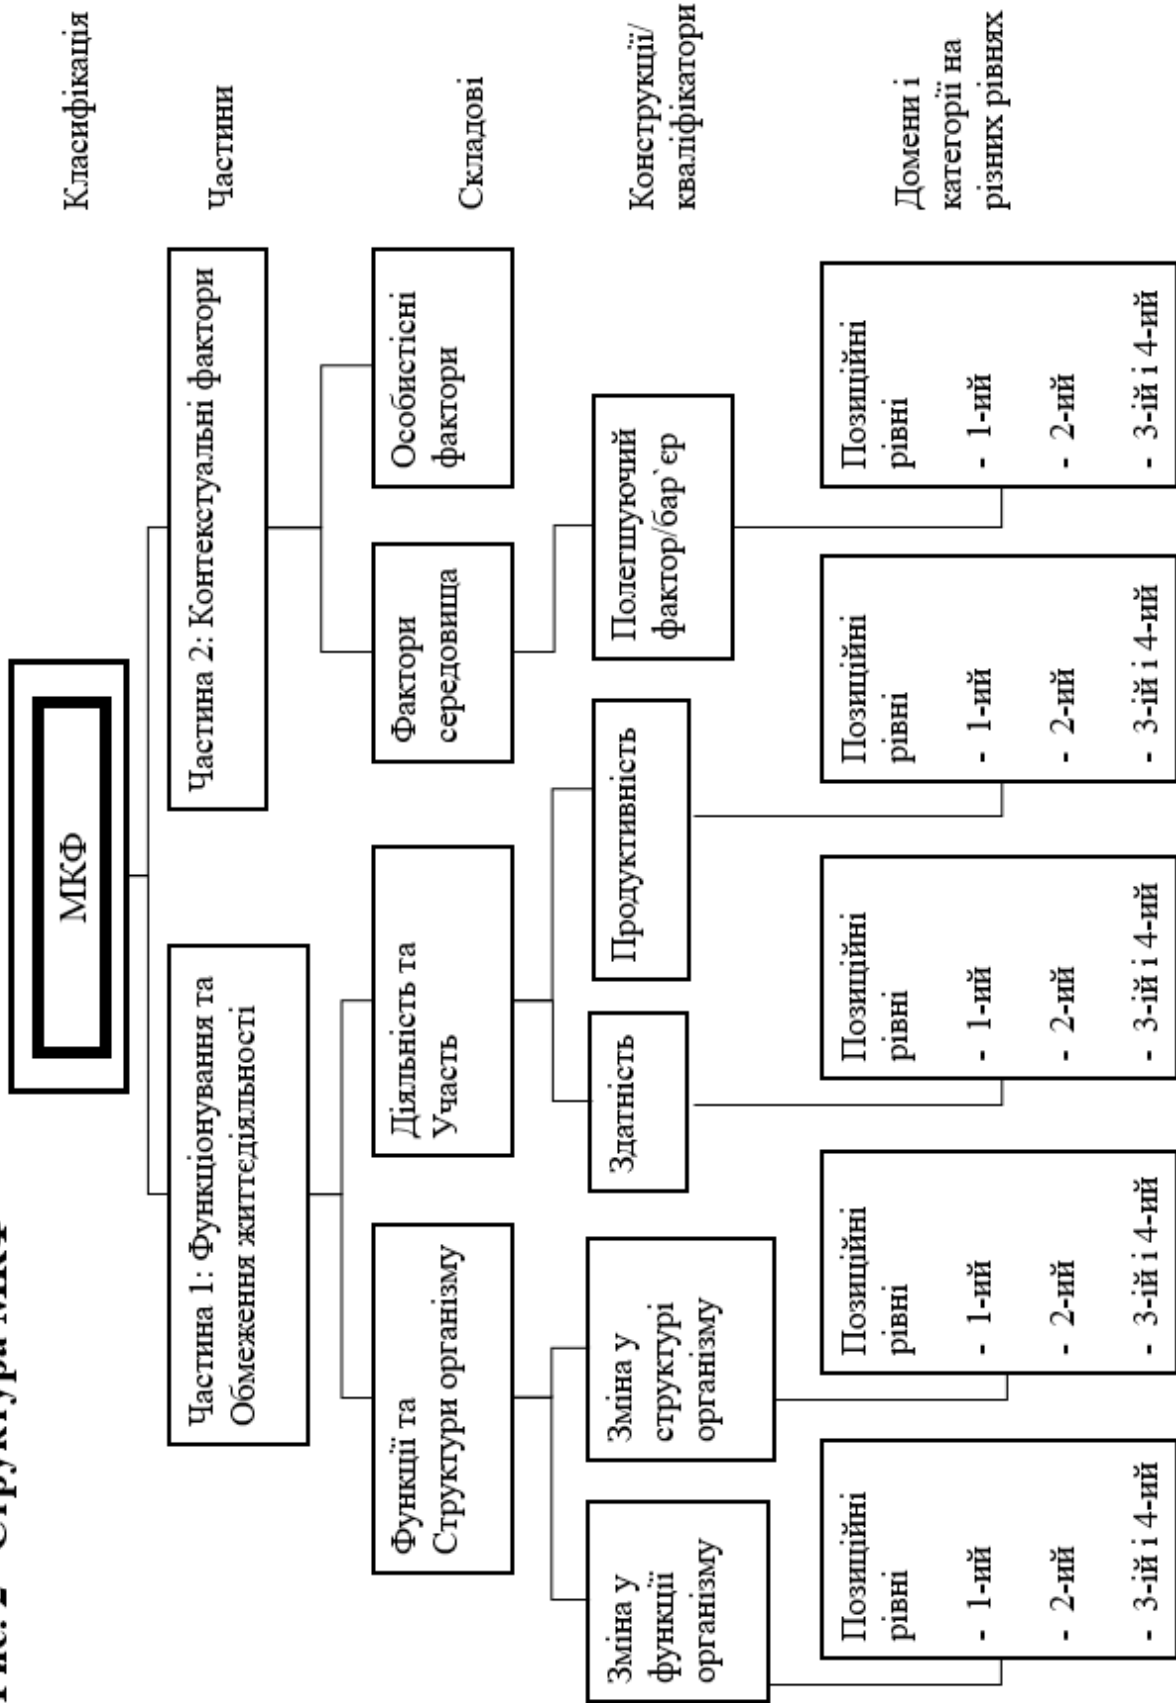 Рис. 2 Структура МКФ
МКФ
Класифікація
Частина 1: Функціонування та
Обмеження життєдіяльності
Частина 2: Контекстуальні фактори
Частини
Функції та
Структури організму
Діяльність та
Участь
Фактори
середовища
Особистісні
фактори
Складові
Зміна у
функції
організму
Зміна у
структурі
організму
Здатність
Продуктивність
Полегшуючий
фактор/бар`єр
Конструкції/
кваліфікатори
Позиційні
рівні
- 1-ий
- 2-ий
- 3-ій і 4-ий
Позиційні
рівні
- 1-ий
- 2-ий
- 3-ій і 4-ий
Позиційні
рівні
- 1-ий
- 2-ий
- 3-ій і 4-ий
Позиційні
рівні
- 1-ий
- 2-ий
- 3-ій і 4-ий
Позиційні
рівні
- 1-ий
- 2-ий
- 3-ій і 4-ий
Домени і
категорії на
різних рівнях